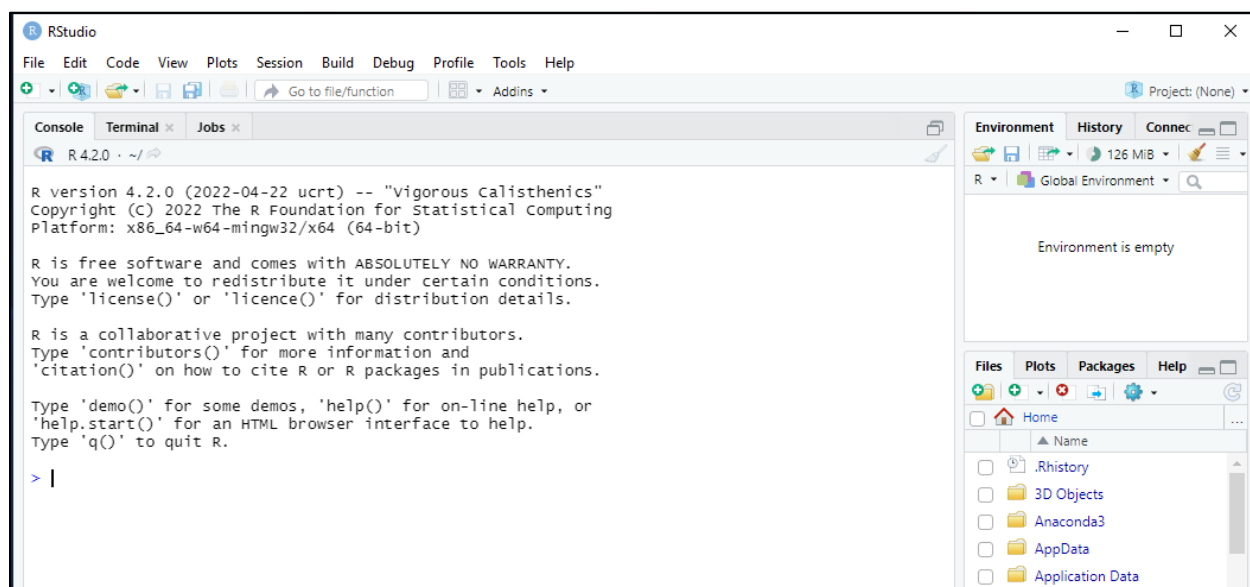 RStudio
File Edit Code View Plots Session Build Debug Profile Tools Help
Go to file/function Addins Project: (None)
Console Terminal Jobs
R 4.2.0 · ~/
R version 4.2.0 (2022-04-22 ucrt) -- "Vigorous Calisthenics"
Copyright (C) 2022 The R Foundation for Statistical Computing
Platform: x86_64-w64-mingw32/x64 (64-bit)
R is free software and comes with ABSOLUTELY NO WARRANTY.
You are welcome to redistribute it under certain conditions.
Type 'license()' or 'licence()' for distribution details.
R is a collaborative project with many contributors.
Type 'contributors()' for more information and
'citation()' on how to cite R or R packages in publications.
Type 'demo()' for some demos, 'help()' for on-line help, or
'help.start()' for an HTML browser interface to help.
Type 'q()' to quit R.
>
Environment History Connec
126 MiB
R Global Environment
Environment is empty
Files Plots Packages Help
Home ...
Name
.Rhistory
3D Objects
Anaconda3
AppData
Application Data